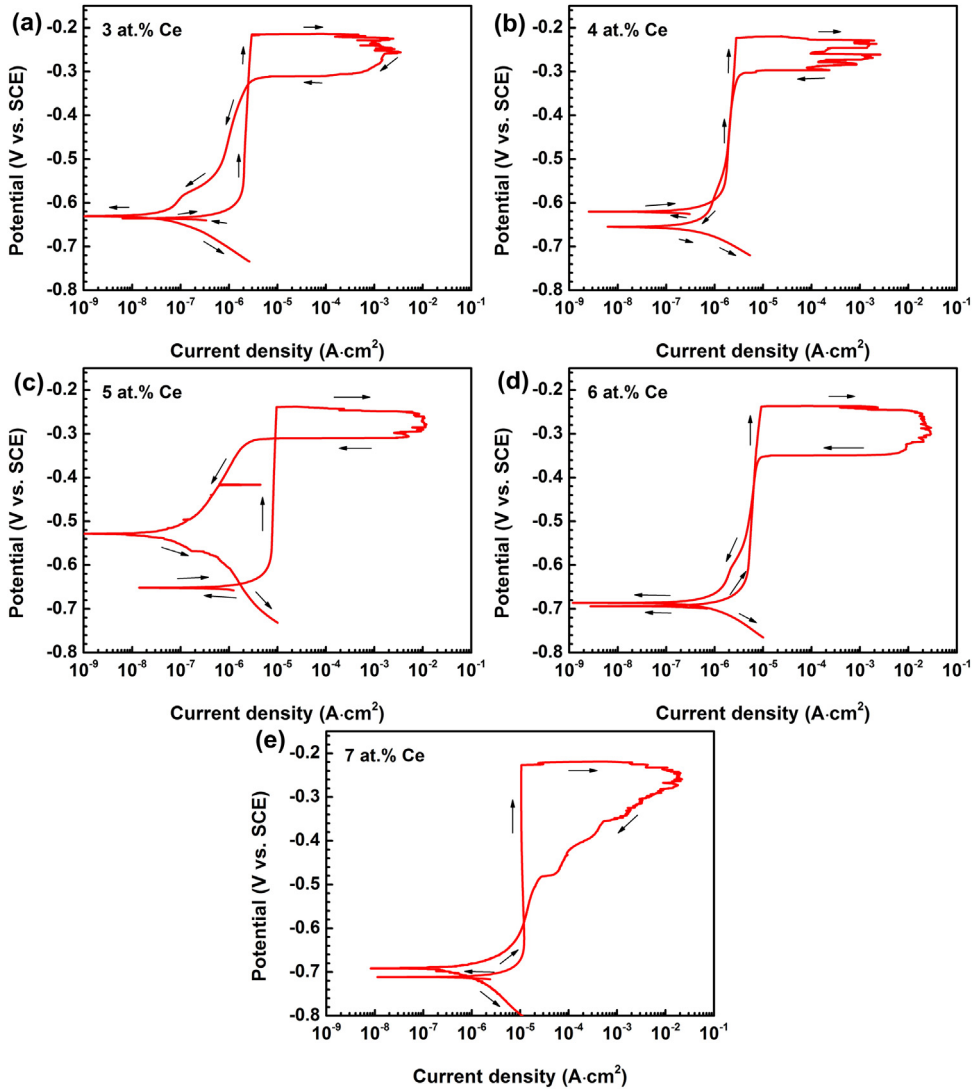 (a) 3 at.% Ce
-0.2
-0.3
-0.4
-0.5
-0.6
-0.7
-0.8
Potential (V vs. SCE)
10⁻⁹ 10⁻⁸ 10⁻⁷ 10⁻⁶ 10⁻⁵ 10⁻⁴ 10⁻³ 10⁻² 10⁻¹
Current density (A·cm²)
(b) 4 at.% Ce
-0.2
-0.3
-0.4
-0.5
-0.6
-0.7
-0.8
Potential (V vs. SCE)
10⁻⁹ 10⁻⁸ 10⁻⁷ 10⁻⁶ 10⁻⁵ 10⁻⁴ 10⁻³ 10⁻² 10⁻¹
Current density (A·cm²)
(c) 5 at.% Ce
-0.2
-0.3
-0.4
-0.5
-0.6
-0.7
-0.8
Potential (V vs. SCE)
10⁻⁹ 10⁻⁸ 10⁻⁷ 10⁻⁶ 10⁻⁵ 10⁻⁴ 10⁻³ 10⁻² 10⁻¹
Current density (A·cm²)
(d) 6 at.% Ce
-0.2
-0.3
-0.4
-0.5
-0.6
-0.7
-0.8
Potential (V vs. SCE)
10⁻⁹ 10⁻⁸ 10⁻⁷ 10⁻⁶ 10⁻⁵ 10⁻⁴ 10⁻³ 10⁻² 10⁻¹
Current density (A·cm²)
(e) 7 at.% Ce
-0.2
-0.3
-0.4
-0.5
-0.6
-0.7
-0.8
Potential (V vs. SCE)
10⁻⁹ 10⁻⁸ 10⁻⁷ 10⁻⁶ 10⁻⁵ 10⁻⁴ 10⁻³ 10⁻² 10⁻¹
Current density (A·cm²)